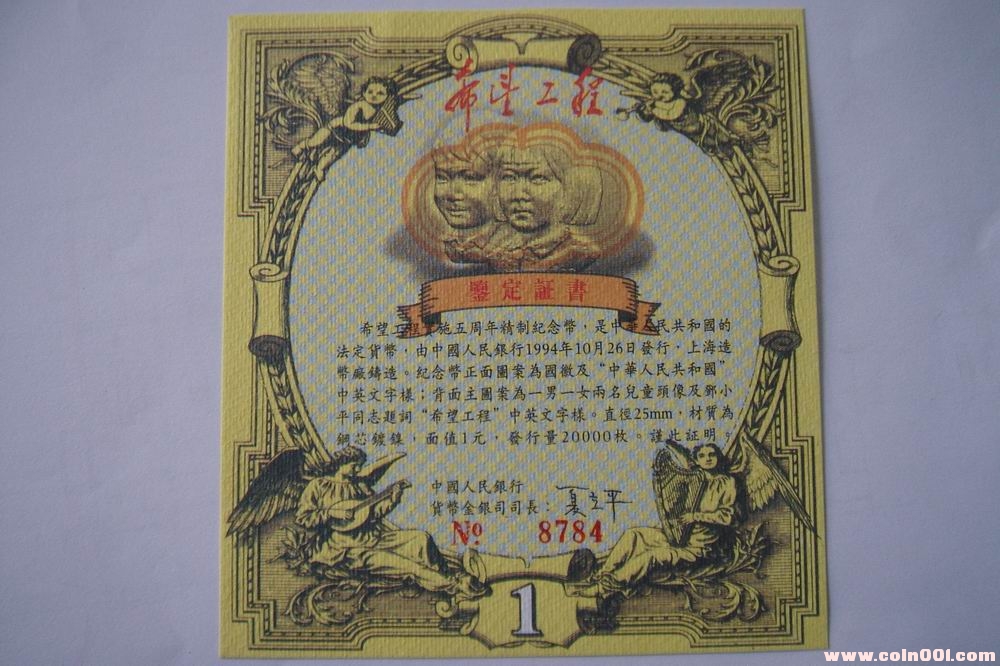 希望工程
鑒定証書
希望工程實施五周年精制紀念幣，是中華人民共和國的
法定貨幣，由中國人民銀行1994年10月26日發行，上海造
幣廠鑄造。紀念幣正面圖案為國徽及“中華人民共和國”
中英文字樣；背面主圖案為一男一女兩名兒童頭像及鄧小
平同志題詞“希望工程”中英文字樣。直徑25mm，材質為
鋼芯鍍鎳，面值1元，發行量20000枚。謹此証明。
中國人民銀行
貨幣金銀司司長：夏立平
№ 8784
1
www.coin001.com